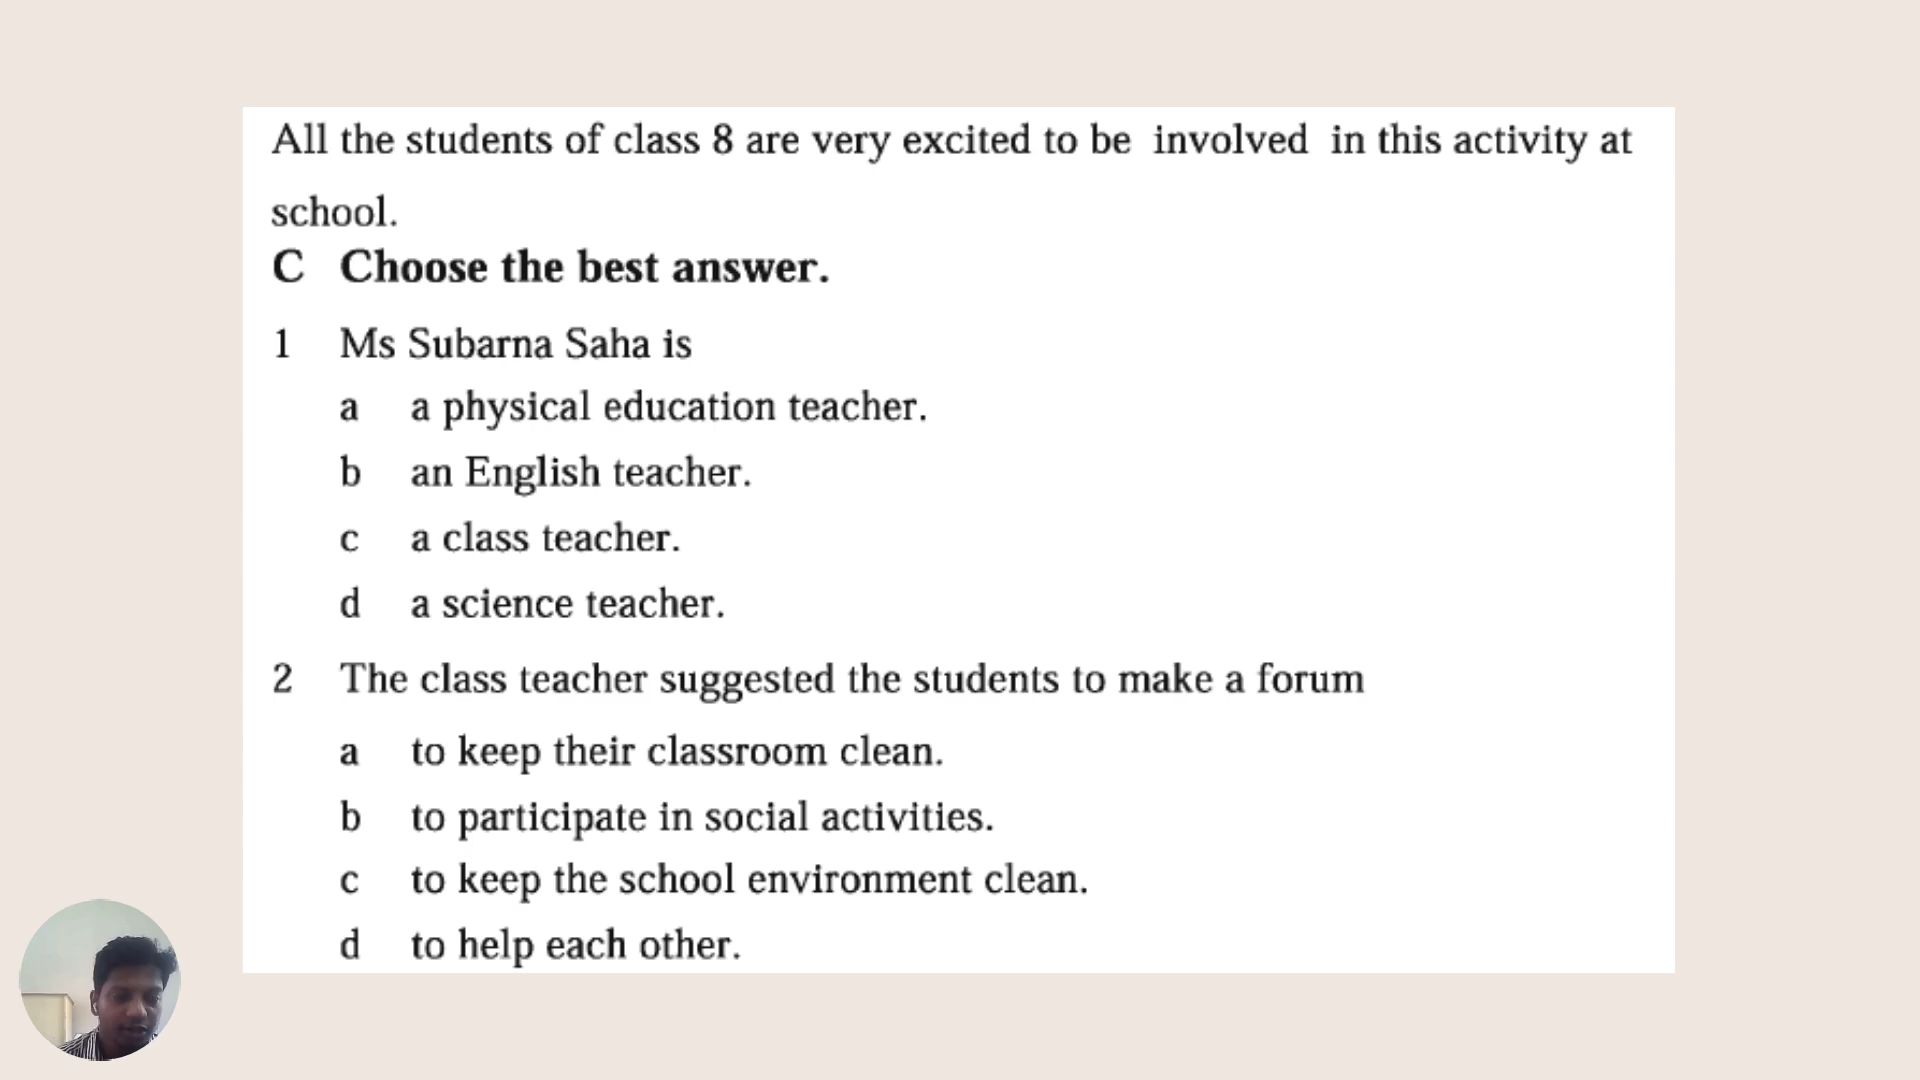 All the students of class 8 are very excited to be involved in this activity at
school.
C Choose the best answer.
1 Ms Subarna Saha is
a a physical education teacher.
b an English teacher.
c a class teacher.
d a science teacher.
2 The class teacher suggested the students to make a forum
a to keep their classroom clean.
b to participate in social activities.
c to keep the school environment clean.
d to help each other.